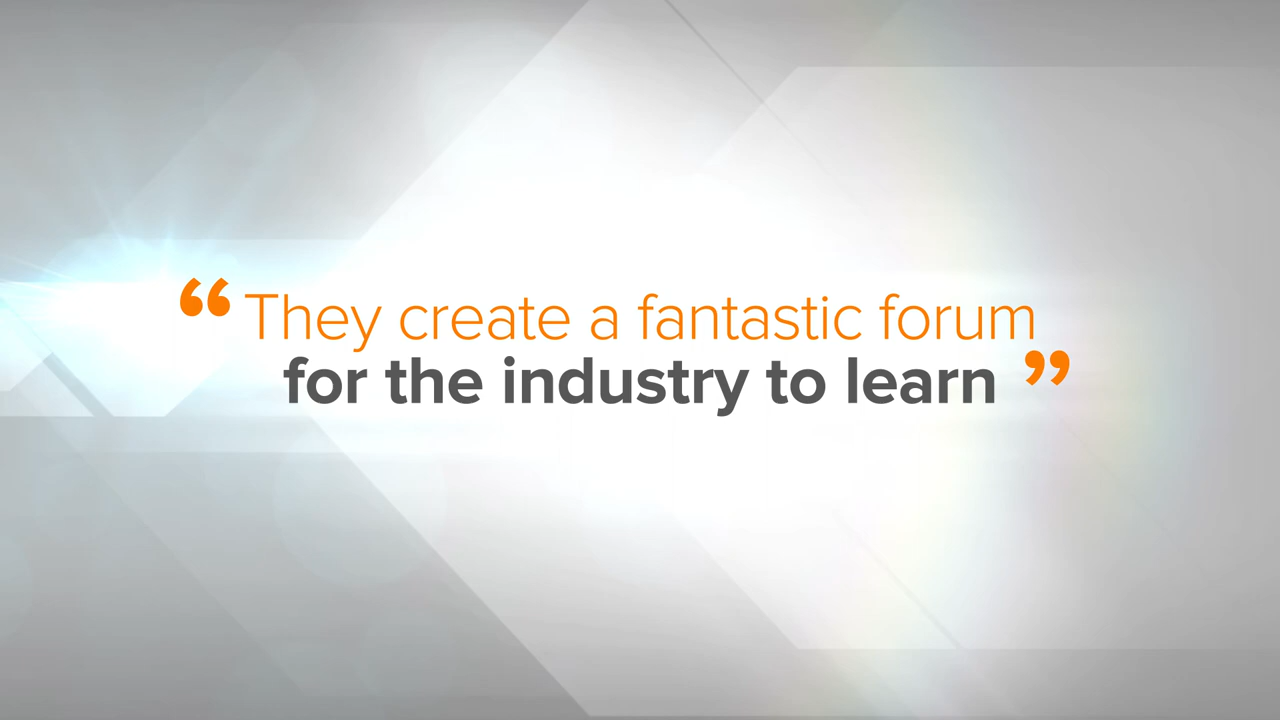 “They create a fantastic forum
for the industry to learn”